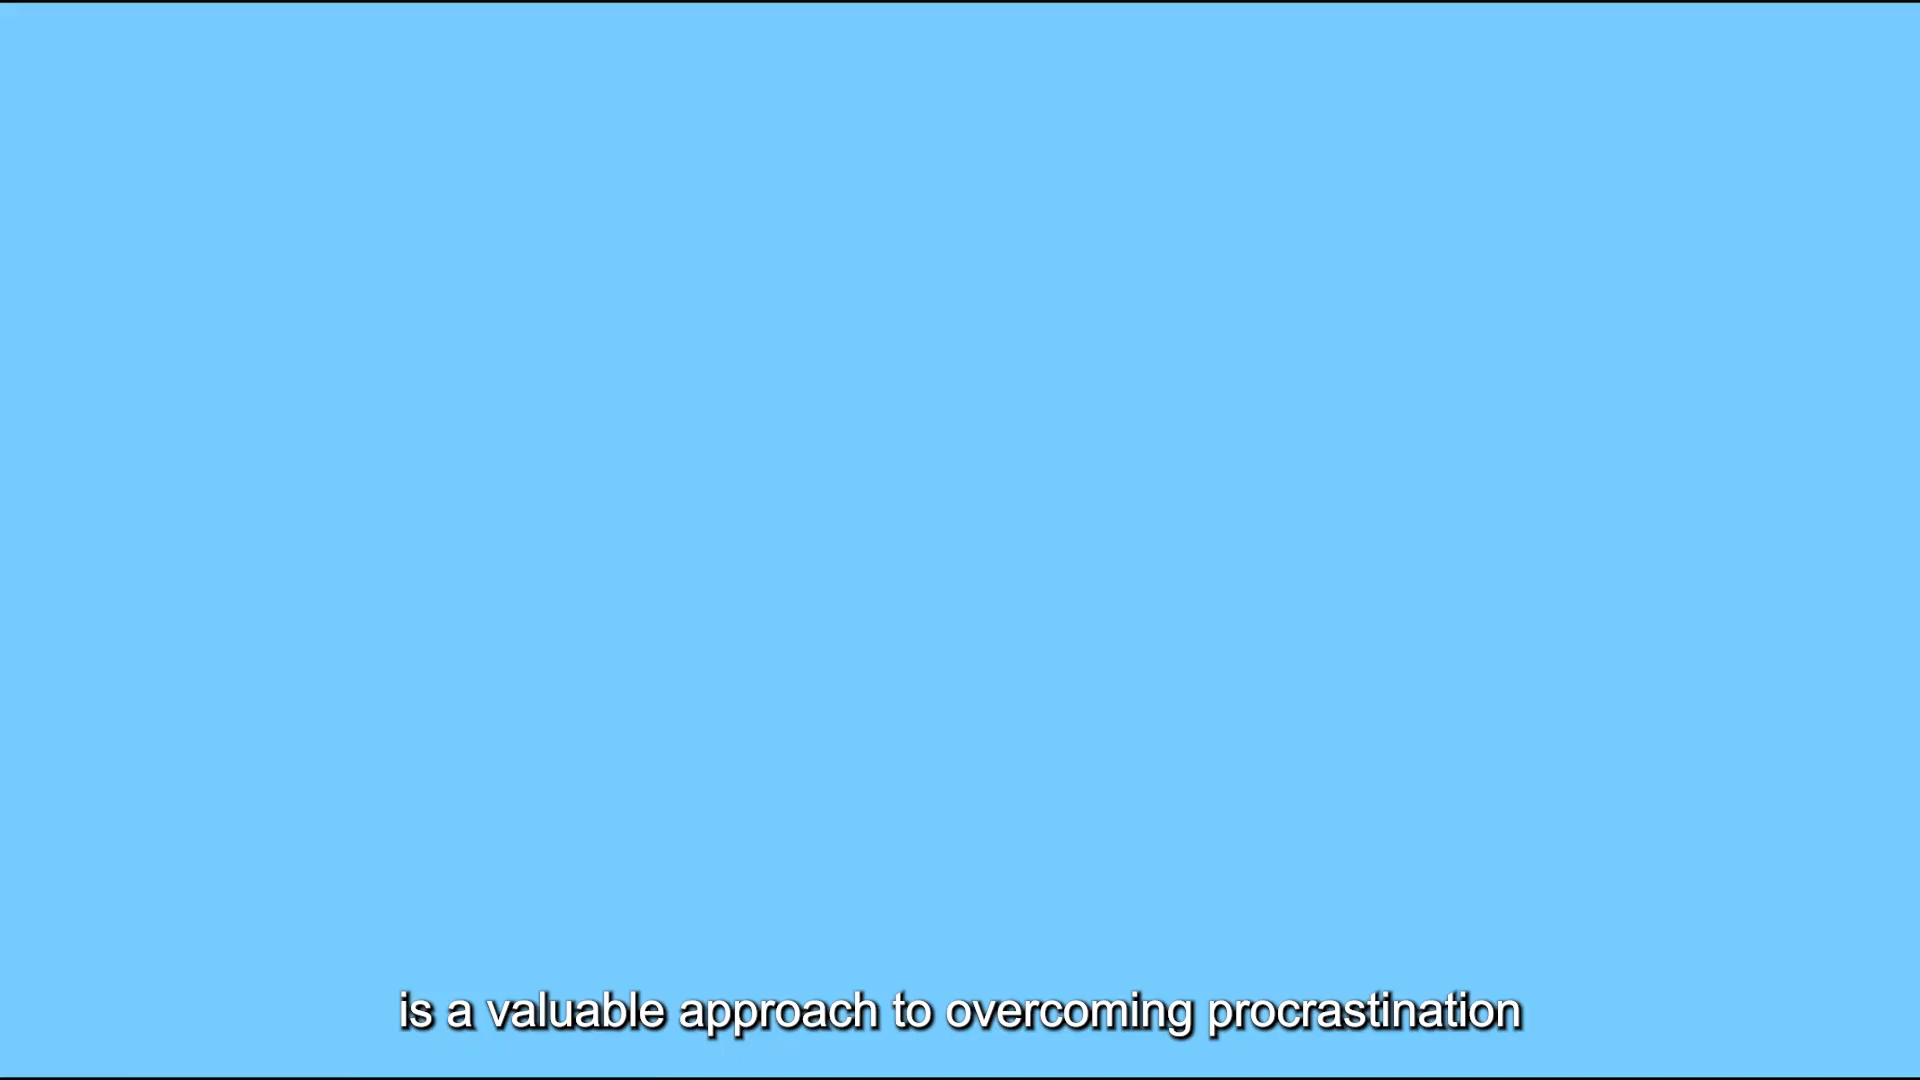 is a valuable approach to overcoming procrastination